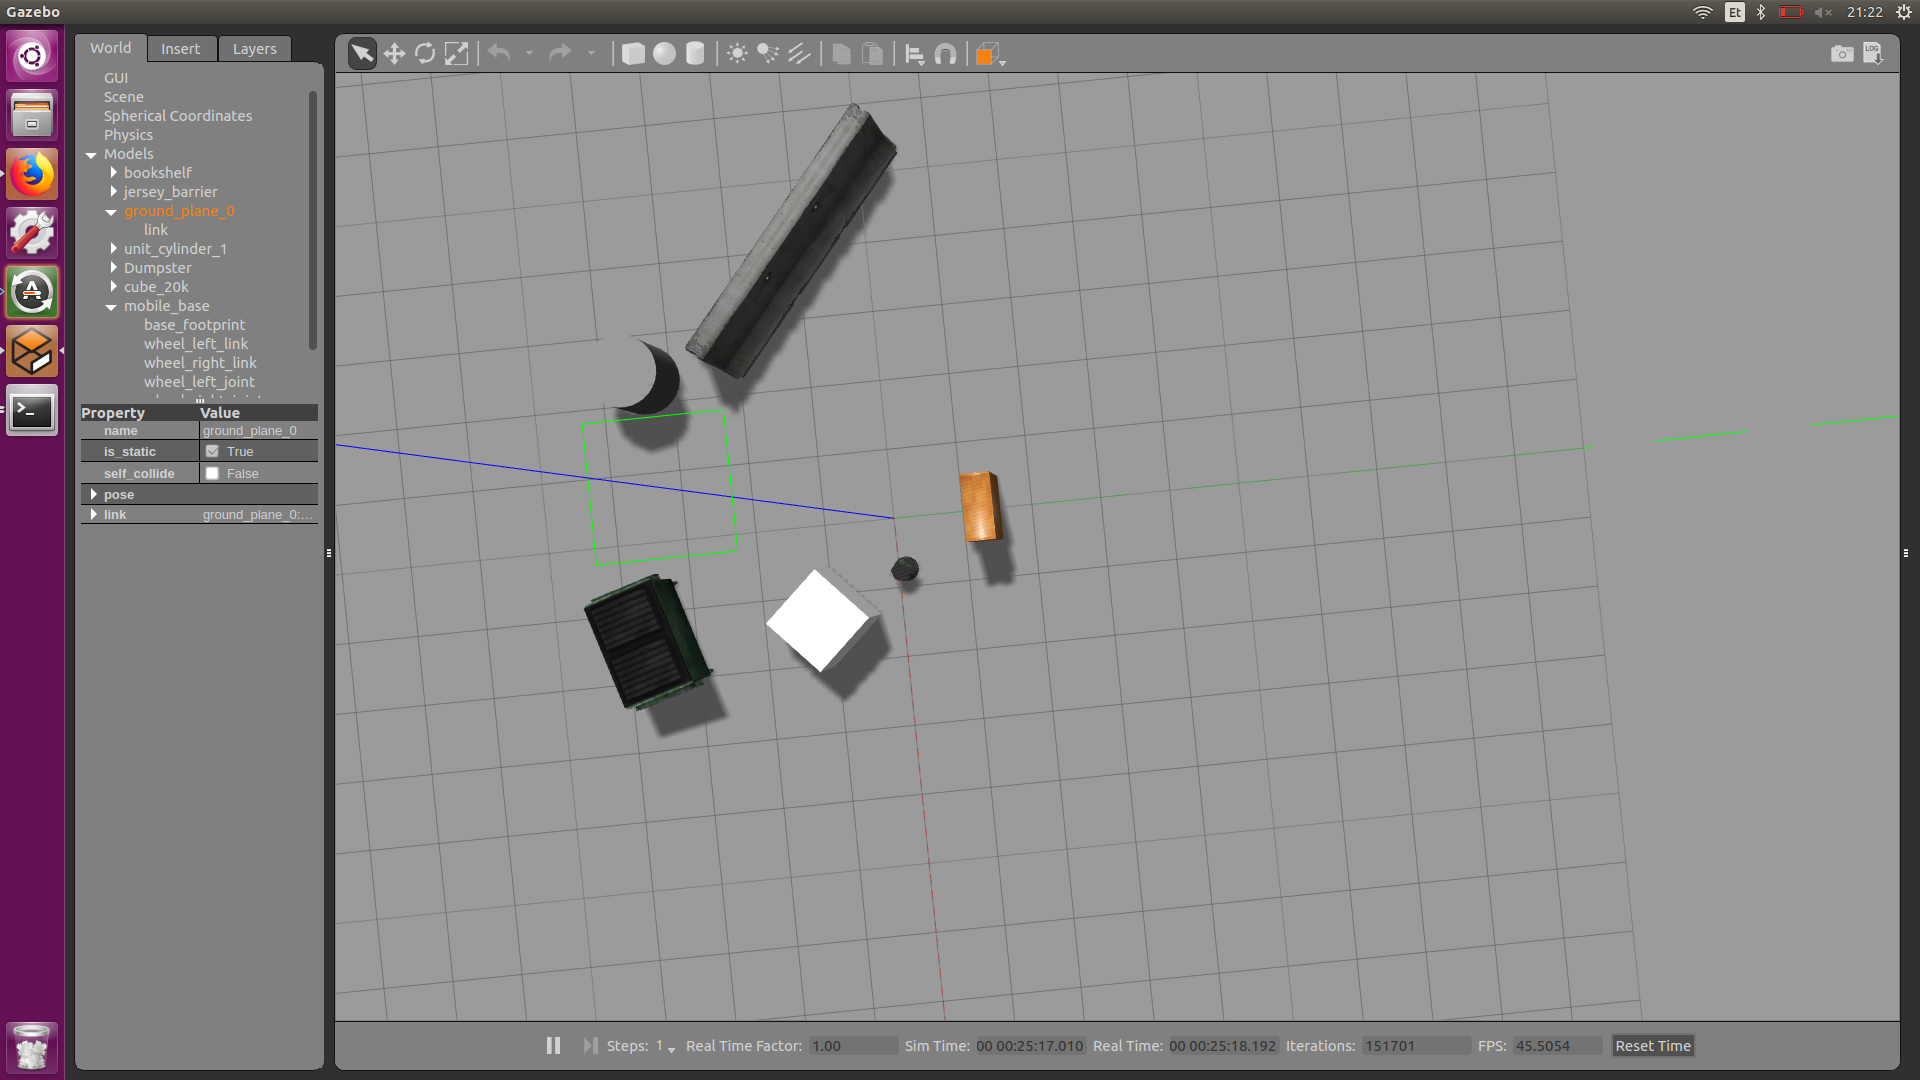 Gazebo
Et
21:22
World
Insert
Layers
GUI
Scene
Spherical Coordinates
Physics
Models
bookshelf
jersey_barrier
ground_plane_0
link
unit_cylinder_1
Dumpster
cube_20k
mobile_base
base_footprint
wheel_left_link
wheel_right_link
wheel_left_joint
Property Value
name ground_plane_0
is_static True
self_collide False
pose
link ground_plane_0:...
LOG
Steps: 1 Real Time Factor: 1.00 Sim Time: 00 00:25:17.010 Real Time: 00 00:25:18.192 Iterations: 151701 FPS: 45.5054 Reset Time